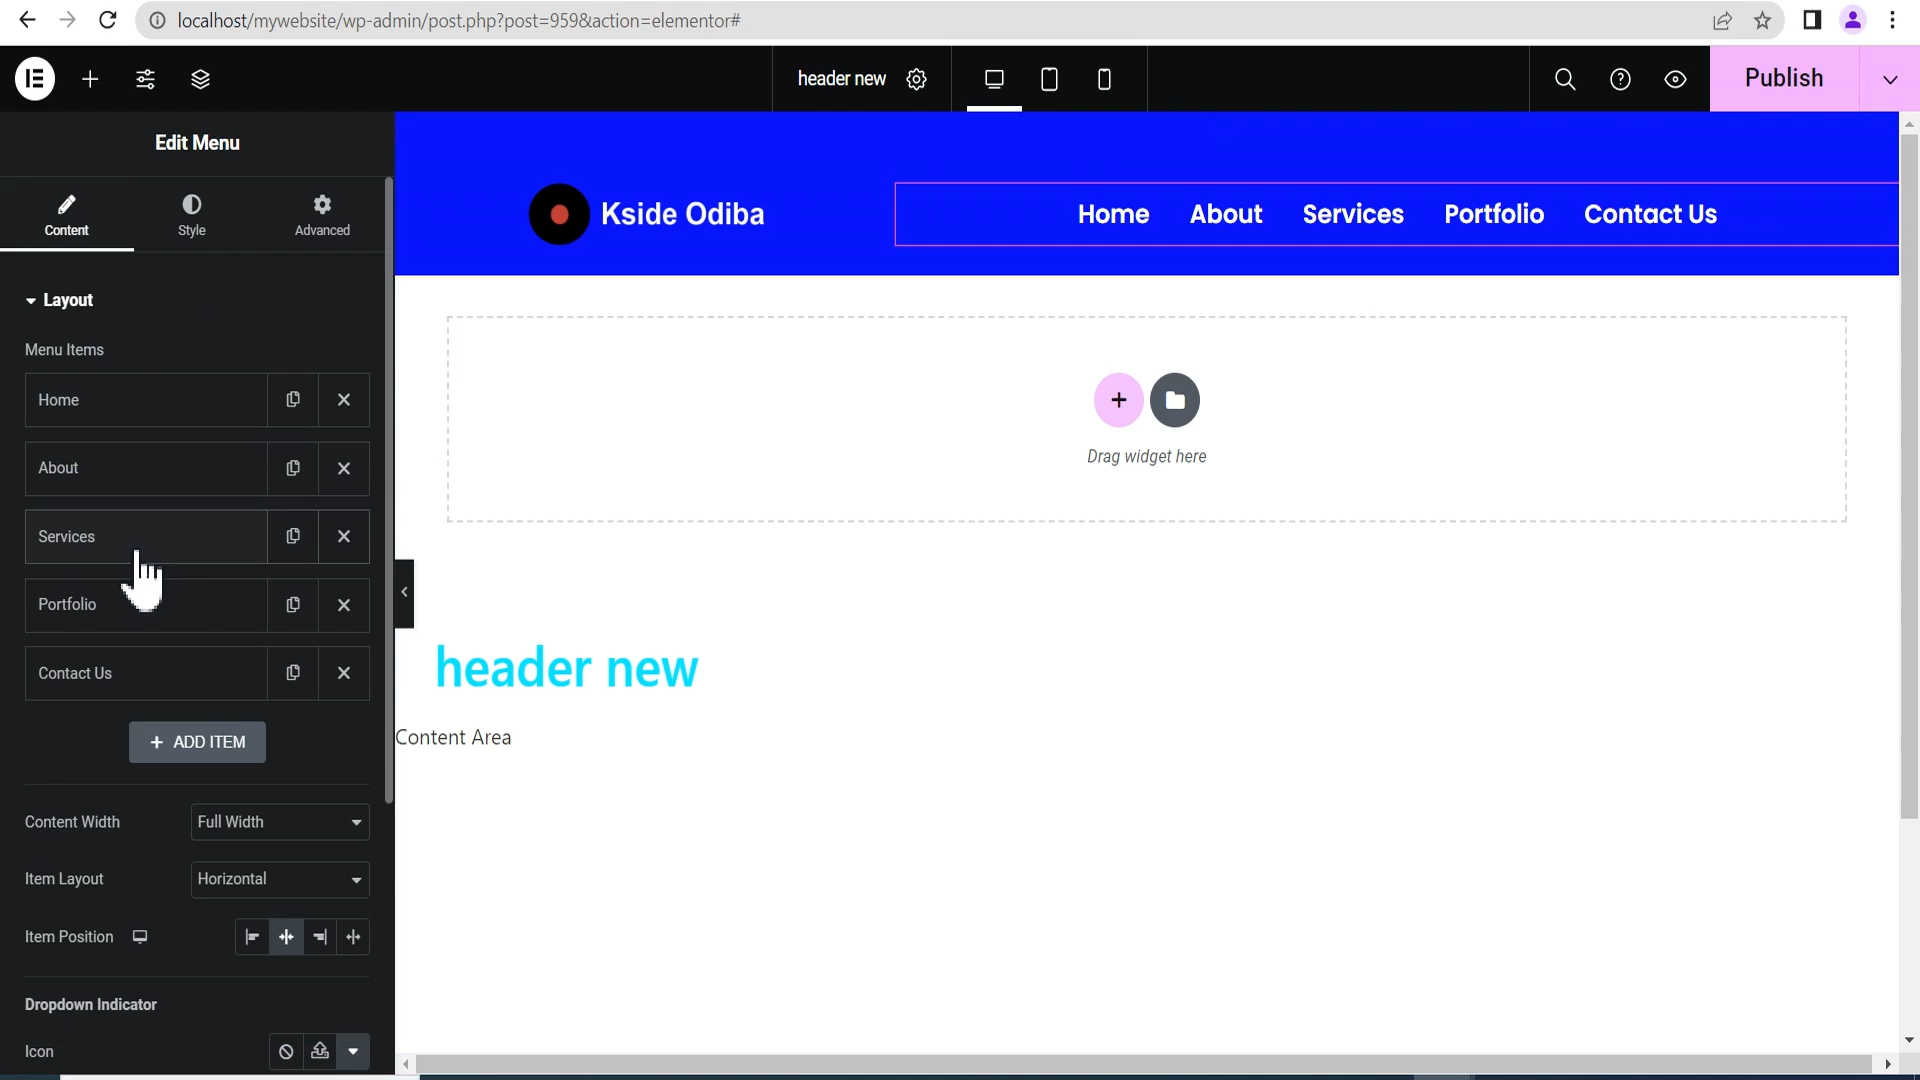 localhost/mywebsite/wp-admin/post.php?post=959&action=elementor#
header new
Publish
Edit Menu
Content
Style
Advanced
Layout
Menu Items
Home
About
Services
Portfolio
Contact Us
+ ADD ITEM
Content Width
Full Width
Item Layout
Horizontal
Item Position
Dropdown Indicator
Icon
Kside Odiba
Home About Services Portfolio Contact Us
Drag widget here
header new
Content Area